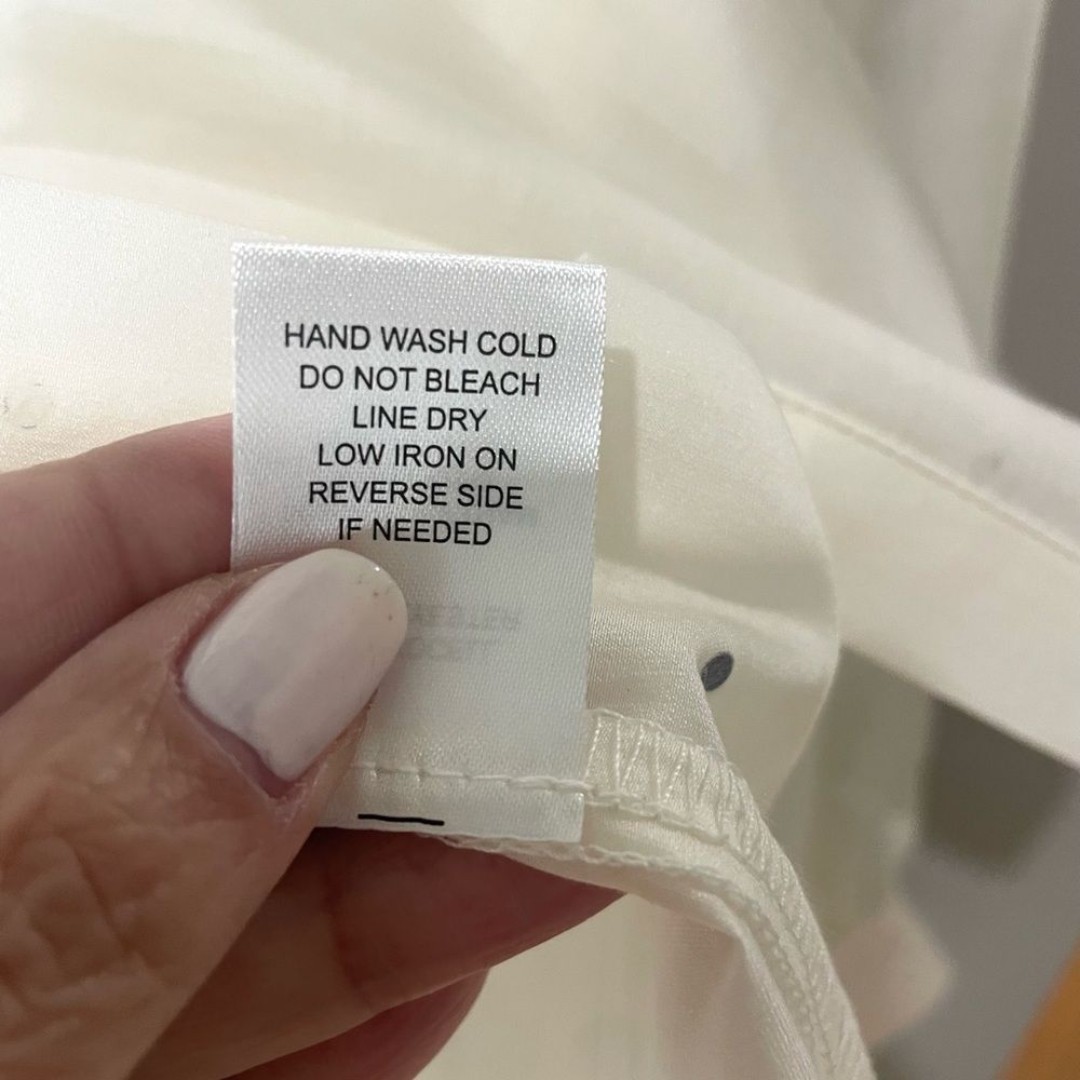 HAND WASH COLD
DO NOT BLEACH
LINE DRY
LOW IRON ON
REVERSE SIDE
IF NEEDED